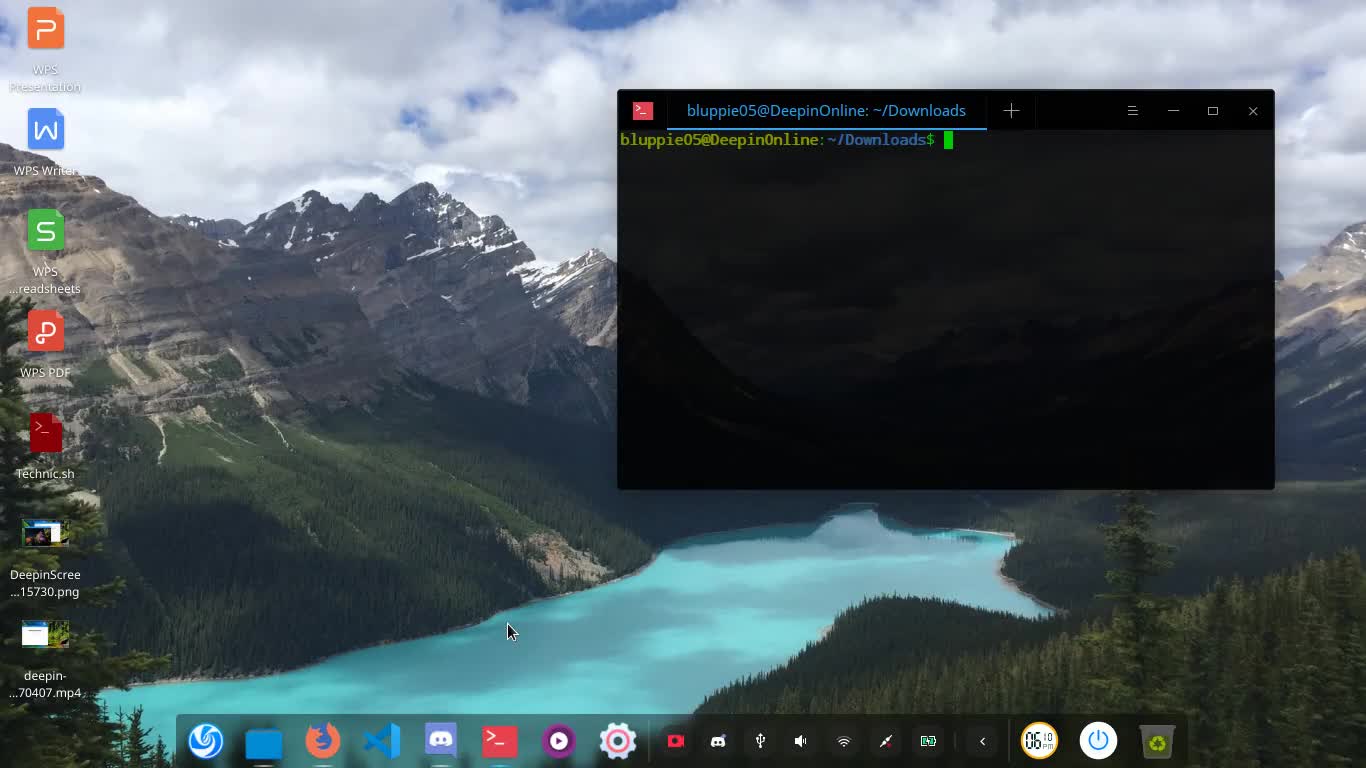 WPS
Presentation
WPS Writer
WPS
...readsheets
WPS PDF
Technic.sh
DeepinScree
...15730.png
deepin-
...70407.mp4
bluppie05@DeepinOnline: ~/Downloads
bluppie05@DeepinOnline:~/Downloads$
06:10
PM